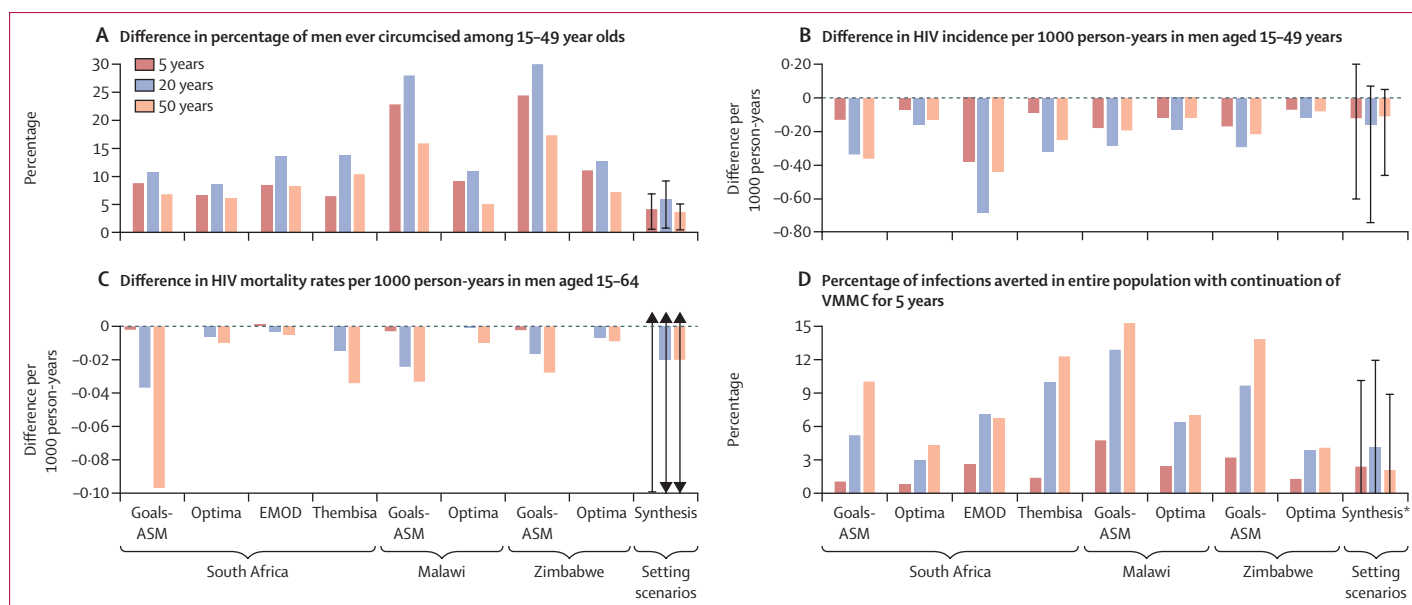 A Difference in percentage of men ever circumcised among 15–49 year olds
30
25
20
15
10
5
0
Percentage
5 years
20 years
50 years
B Difference in HIV incidence per 1000 person-years in men aged 15–49 years
0·20
0
–0·20
–0·40
–0·60
–0·80
Difference per
1000 person-years
C Difference in HIV mortality rates per 1000 person-years in men aged 15–64
0
–0·02
–0·04
–0·06
–0·08
–0·10
Difference per
1000 person-years
Goals- Optima EMOD Thembisa Goals- Optima Goals- Optima Synthesis
ASM ASM ASM
South Africa Malawi Zimbabwe Setting
scenarios
D Percentage of infections averted in entire population with continuation of
VMMC for 5 years
15
12
9
6
3
0
Percentage
Goals- Optima EMOD Thembisa Goals- Optima Goals- Optima Synthesis*
ASM ASM ASM
South Africa Malawi Zimbabwe Setting
scenarios